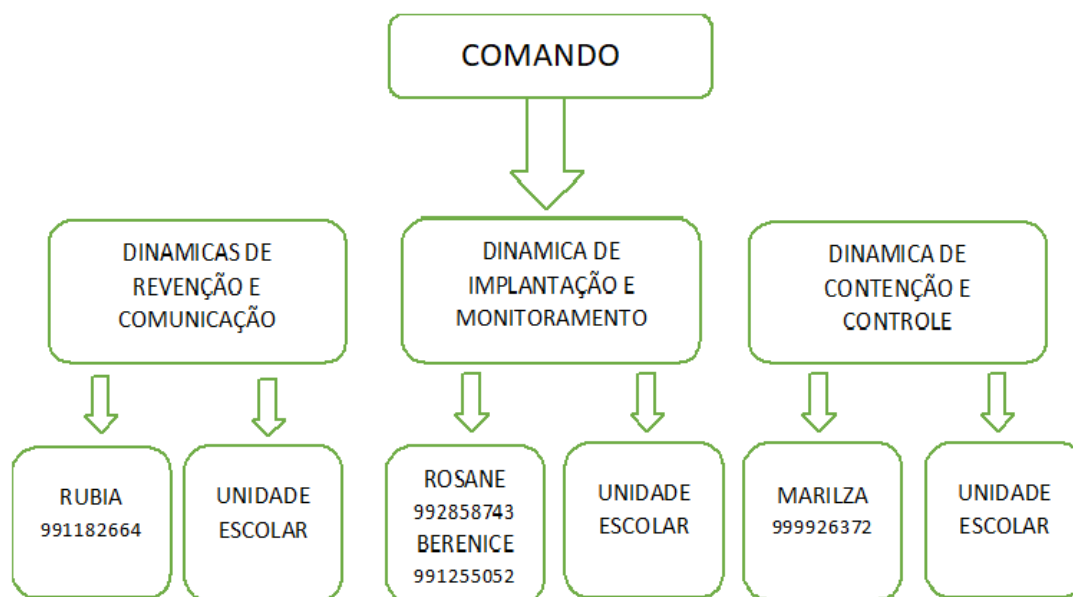 COMANDO
DINAMICAS DE
REVENÇÃO E
COMUNICAÇÃO
DINAMICA DE
IMPLANTAÇÃO E
MONITORAMENTO
DINAMICA DE
CONTENÇÃO E
CONTROLE
RUBIA
991182664
UNIDADE
ESCOLAR
ROSANE
992858743
BERENICE
991255052
UNIDADE
ESCOLAR
MARILZA
999926372
UNIDADE
ESCOLAR